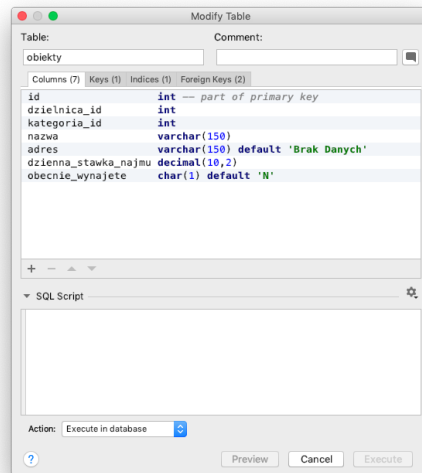 Modify Table
Table: Comment:
obiekty
Columns (7) Keys (1) Indices (1) Foreign Keys (2)
id int -- part of primary key
dzielnica_id int
kategoria_id int
nazwa varchar(150)
adres varchar(150) default 'Brak Danych'
dzienna_stawka_najmu decimal(10,2)
obecnie_wynajete char(1) default 'N'
+ −
SQL Script
Action: Execute in database
? Preview Cancel Execute